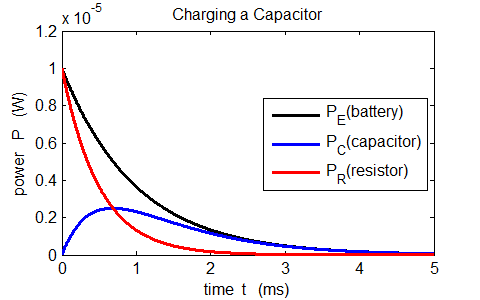 Charging a Capacitor
x 10^-5
1.2
1
0.8
0.6
0.4
0.2
0
power P (W)
P_E(battery)
P_C(capacitor)
P_R(resistor)
0 1 2 3 4 5
time t (ms)